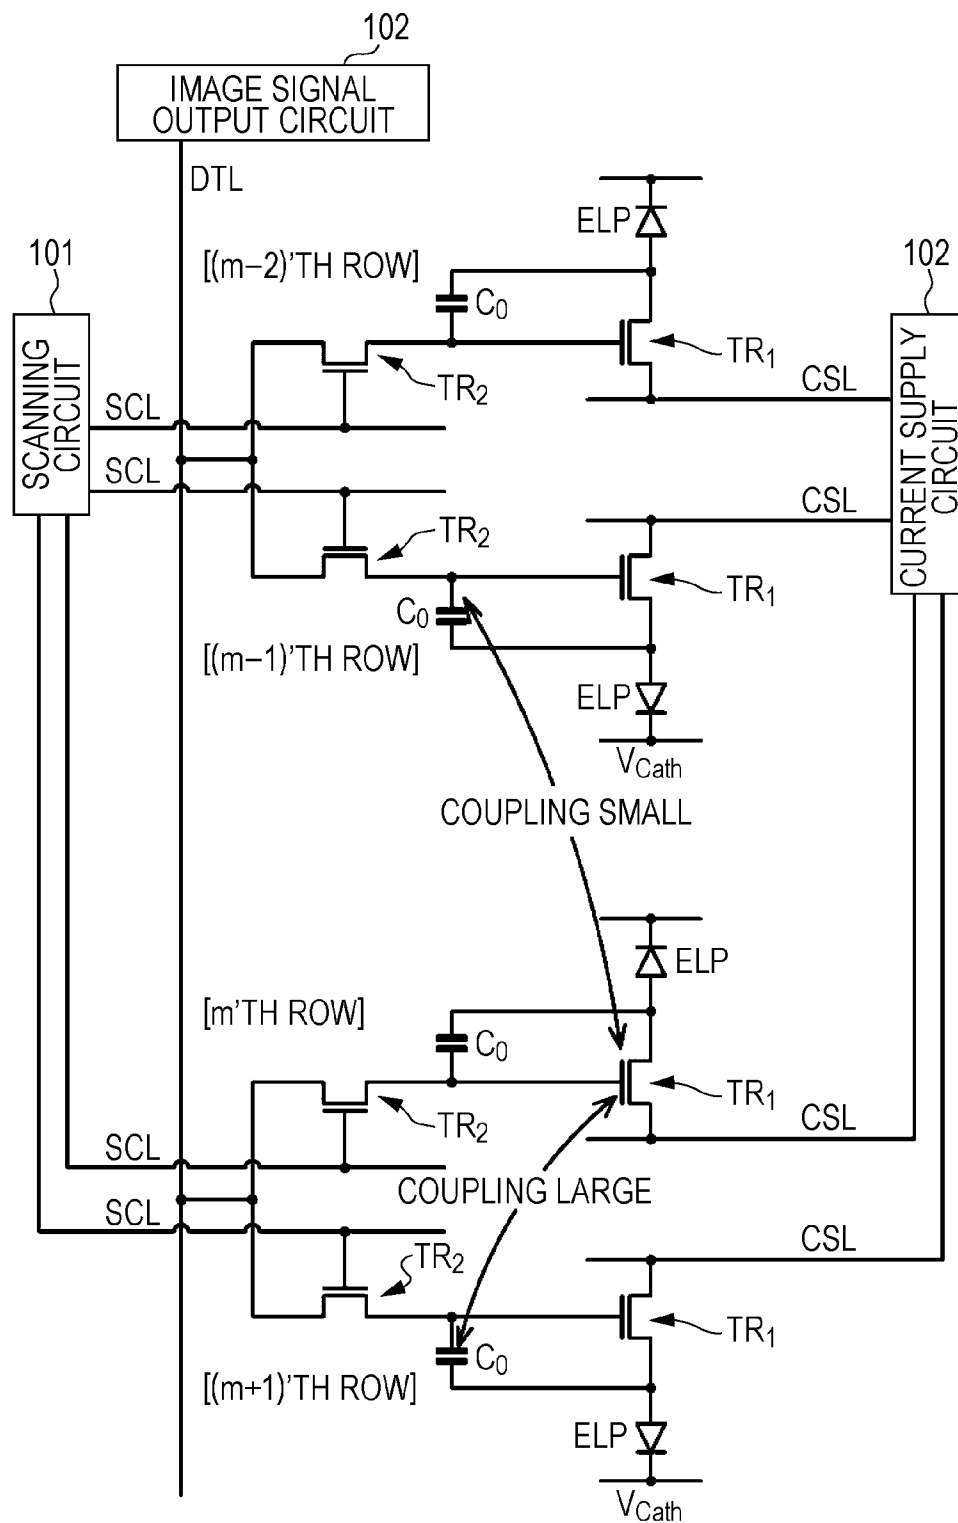 102
IMAGE SIGNAL
OUTPUT CIRCUIT
DTL
ELP
101
[(m−2)'TH ROW]
102
C0
SCANNING
CIRCUIT
TR1
CURRENT SUPPLY
CIRCUIT
TR2
CSL
SCL
SCL
CSL
TR2
TR1
C0
[(m−1)'TH ROW]
ELP
VCath
COUPLING SMALL
ELP
[m'TH ROW]
C0
TR1
TR2
CSL
SCL
COUPLING LARGE
SCL
CSL
TR2
TR1
C0
[(m+1)'TH ROW]
ELP
VCath